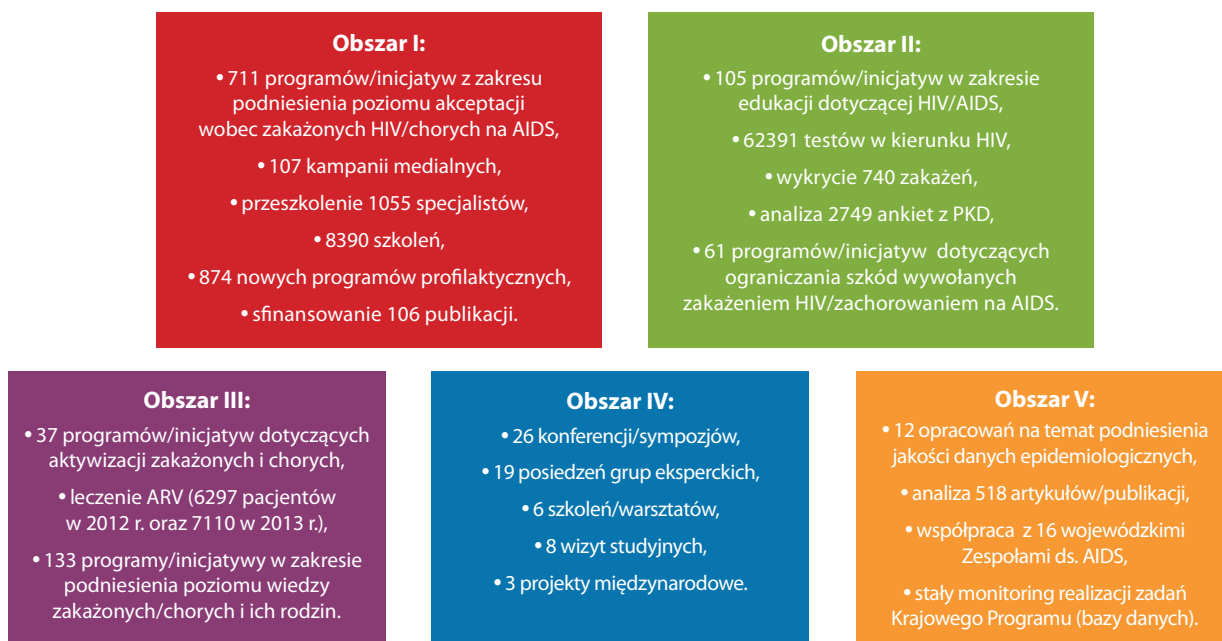 Obszar I:
• 711 programów/inicjatyw z zakresu
podniesienia poziomu akceptacji
wobec zakażonych HIV/chorych na AIDS,
• 107 kampanii medialnych,
• przeszkolenie 1055 specjalistów,
• 8390 szkoleń,
• 874 nowych programów profilaktycznych,
• sfinansowanie 106 publikacji.
Obszar II:
• 105 programów/inicjatyw w zakresie
edukacji dotyczącej HIV/AIDS,
• 62391 testów w kierunku HIV,
• wykrycie 740 zakażeń,
• analiza 2749 ankiet z PKD,
• 61 programów/inicjatyw dotyczących
ograniczania szkód wywołanych
zakażeniem HIV/zachorowaniem na AIDS.
Obszar III:
• 37 programów/inicjatyw dotyczących
aktywizacji zakażonych i chorych,
• leczenie ARV (6297 pacjentów
w 2012 r. oraz 7110 w 2013 r.),
• 133 programy/inicjatywy w zakresie
podniesienia poziomu wiedzy
zakażonych/chorych i ich rodzin.
Obszar IV:
• 26 konferencji/sympozjów,
• 19 posiedzeń grup eksperckich,
• 6 szkoleń/warsztatów,
• 8 wizyt studyjnych,
• 3 projekty międzynarodowe.
Obszar V:
• 12 opracowań na temat podniesienia
jakości danych epidemiologicznych,
• analiza 518 artykułów/publikacji,
• współpraca z 16 wojewódzkimi
Zespołami ds. AIDS,
• stały monitoring realizacji zadań
Krajowego Programu (bazy danych).